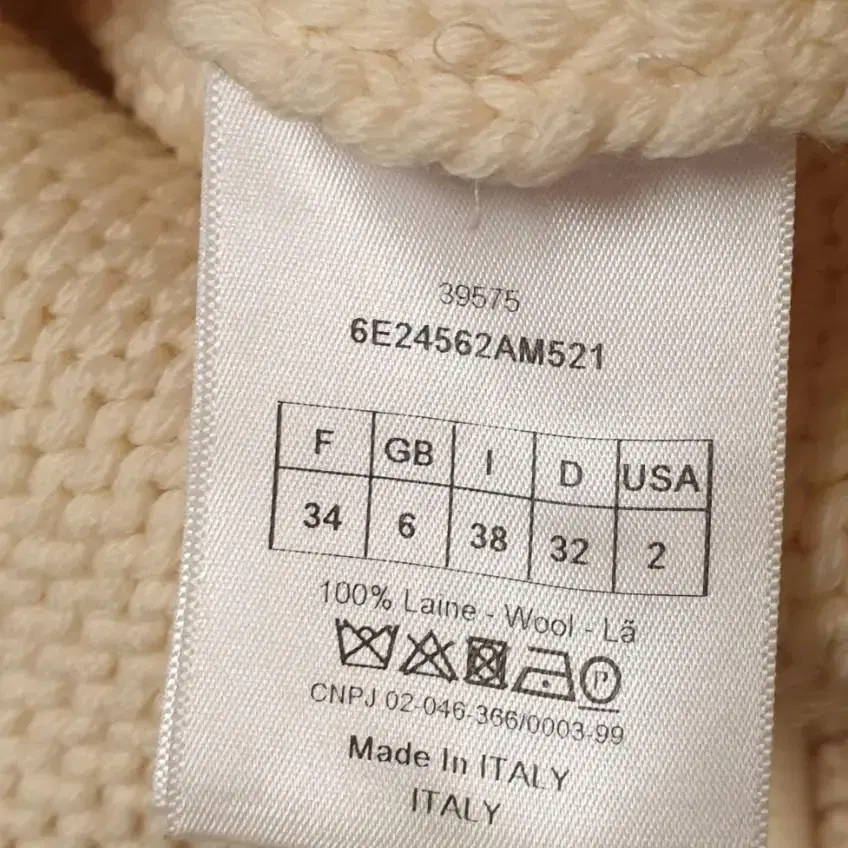 39575
6E24562AM521
F GB I D USA
34 6 38 32 2
100% Laine - Wool - Lã
P
CNPJ 02-046-366/0003-99
Made In ITALY
ITALY